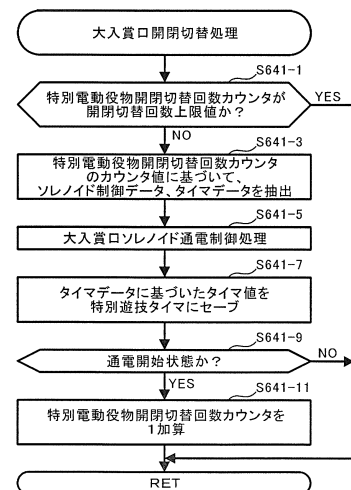 大入賞口開閉切替処理
S641-1
特別電動役物開閉切替回数カウンタが
開閉切替回数上限値か？
YES
NO
S641-3
特別電動役物開閉切替回数カウンタ
のカウンタ値に基づいて、
ソレノイド制御データ、タイマデータを抽出
S641-5
大入賞口ソレノイド通電制御処理
S641-7
タイマデータに基づいたタイマ値を
特別遊技タイマにセーブ
S641-9
通電開始状態か？
NO
YES
S641-11
特別電動役物開閉切替回数カウンタを
1加算
RET